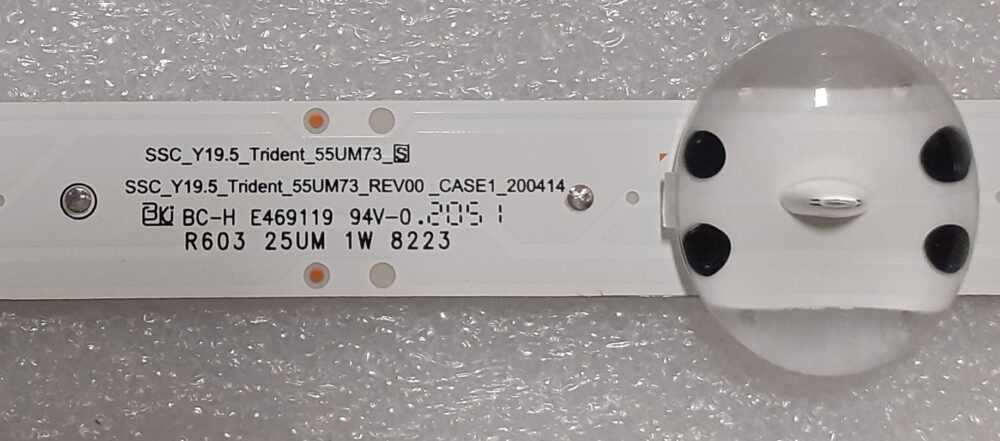 SSC_Y19.5_Trident_55UM73_S
SSC_Y19.5_Trident_55UM73_REV00 _CASE1_200414
BC-H E469119 94V-0.2051
R603 25UM 1W 8223